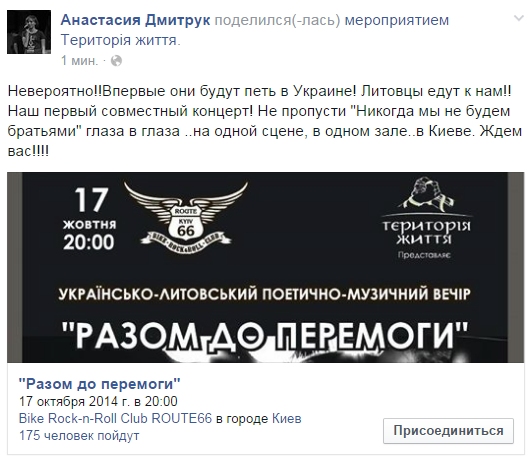 Анастасия Дмитрук поделился(-лась) мероприятием
Територія життя.
1 мин. ·
Невероятно!!Впервые они будут петь в Украине! Литовцы едут к нам!!
Наш первый совместный концерт! Не пропусти "Никогда мы не будем
братьями" глаза в глаза ..на одной сцене, в одном зале..в Киеве. Ждем
вас!!!!
17
ЖОВТНЯ
20:00
ROUTE
KYIV
66
BIKE-ROCK&ROLL-CLUB
територія
життя
Представляє
УКРАЇНСЬКО-ЛИТОВСЬКИЙ ПОЕТИЧНО-МУЗИЧНИЙ ВЕЧІР
"РАЗОМ ДО ПЕРЕМОГИ"
"Разом до перемоги"
17 октября 2014 г. в 20:00
Bike Rock-n-Roll Club ROUTE66 в городе Киев
175 человек пойдут
Присоединиться